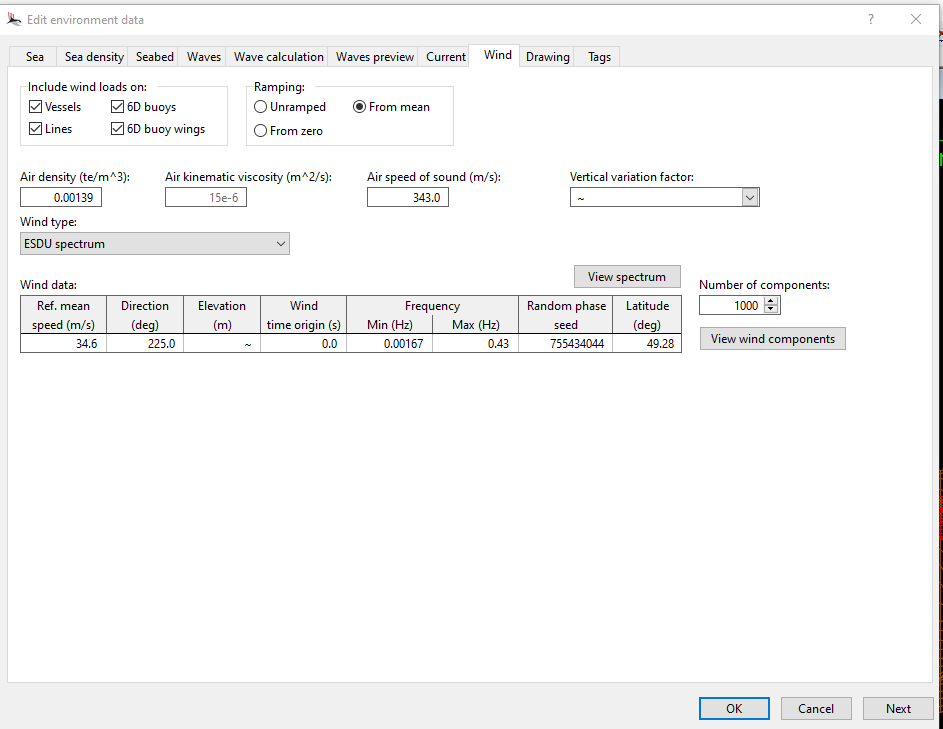 Edit environment data
?
Sea Sea density Seabed Waves Wave calculation Waves preview Current Wind Drawing Tags
Include wind loads on: Ramping:
Vessels 6D buoys Unramped From mean
Lines 6D buoy wings From zero
Air density (te/m^3): Air kinematic viscosity (m^2/s): Air speed of sound (m/s): Vertical variation factor:
0.00139 15e-6 343.0 ~
Wind type:
ESDU spectrum
View spectrum
Wind data: Number of components:
Ref. mean Direction Elevation Wind Frequency Random phase Latitude
1000
speed (m/s) (deg) (m) time origin (s) Min (Hz) Max (Hz) seed (deg)
34.6 225.0 ~ 0.0 0.00167 0.43 755434044 49.28
View wind components
OK Cancel Next